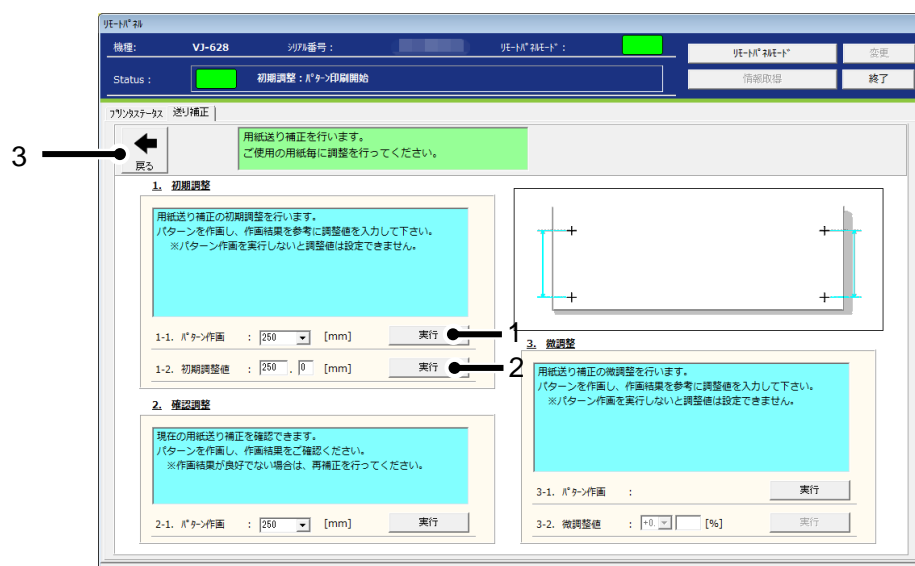 リモートパネル
機種:
VJ-628
シリアル番号：
リモートパネルモード：
リモートパネルモード
変更
Status :
初期調整：パターン印刷開始
情報取得
終了
プリンタステータス
送り補正
戻る
用紙送り補正を行います。
ご使用の用紙毎に調整を行ってください。
3
1. 初期調整
用紙送り補正の初期調整を行います。
パターンを作画し、作画結果を参考に調整値を入力して下さい。
※パターン作画を実行しないと調整値は設定できません。
1-1. パターン作画 : 250 [mm] 実行
1
1-2. 初期調整値 : 250 . 0 [mm] 実行
2
2. 確認調整
現在の用紙送り補正を確認できます。
パターンを作画し、作画結果をご確認ください。
※作画結果が良好でない場合は、再補正を行ってください。
2-1. パターン作画 : 250 [mm] 実行
3. 微調整
用紙送り補正の微調整を行います。
パターンを作画し、作画結果を参考に調整値を入力して下さい。
※パターン作画を実行しないと調整値は設定できません。
3-1. パターン作画 : 実行
3-2. 微調整値 : +0. [%] 実行